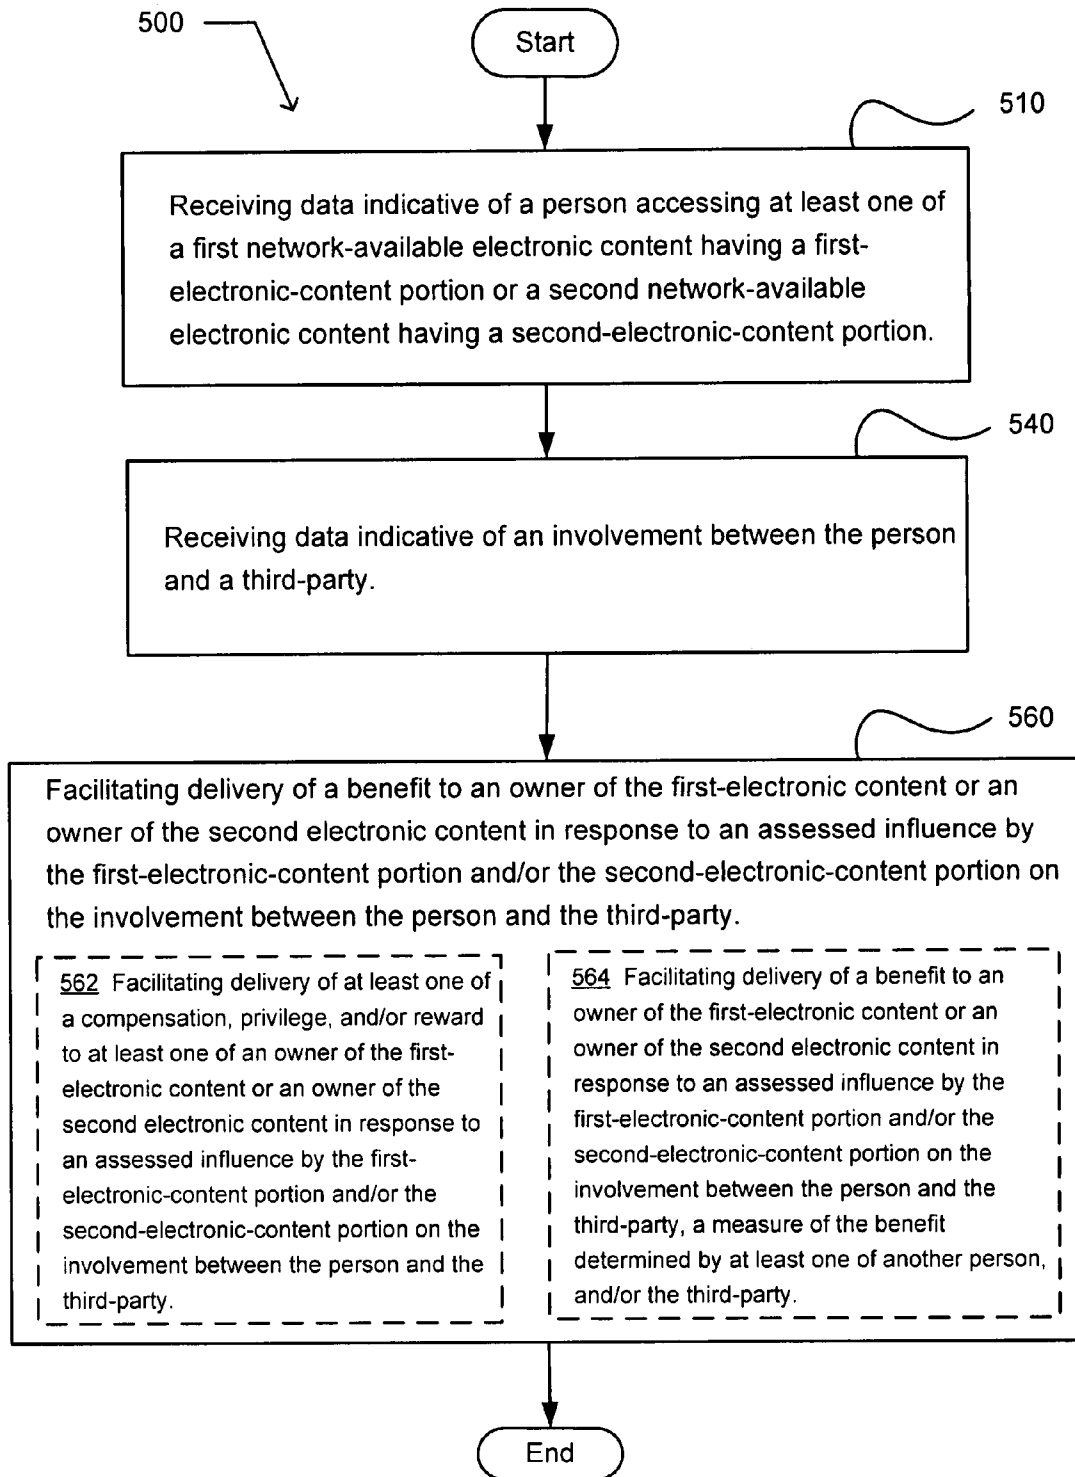 500
Start
510
Receiving data indicative of a person accessing at least one of
a first network-available electronic content having a first-
electronic-content portion or a second network-available
electronic content having a second-electronic-content portion.
540
Receiving data indicative of an involvement between the person
and a third-party.
560
Facilitating delivery of a benefit to an owner of the first-electronic content or an
owner of the second electronic content in response to an assessed influence by
the first-electronic-content portion and/or the second-electronic-content portion on
the involvement between the person and the third-party.
562 Facilitating delivery of at least one of
a compensation, privilege, and/or reward
to at least one of an owner of the first-
electronic content or an owner of the
second electronic content in response to
an assessed influence by the first-
electronic-content portion and/or the
second-electronic-content portion on the
involvement between the person and the
third-party.
564 Facilitating delivery of a benefit to an
owner of the first-electronic content or an
owner of the second electronic content in
response to an assessed influence by the
first-electronic-content portion and/or the
second-electronic-content portion on the
involvement between the person and the
third-party, a measure of the benefit
determined by at least one of another person,
and/or the third-party.
End